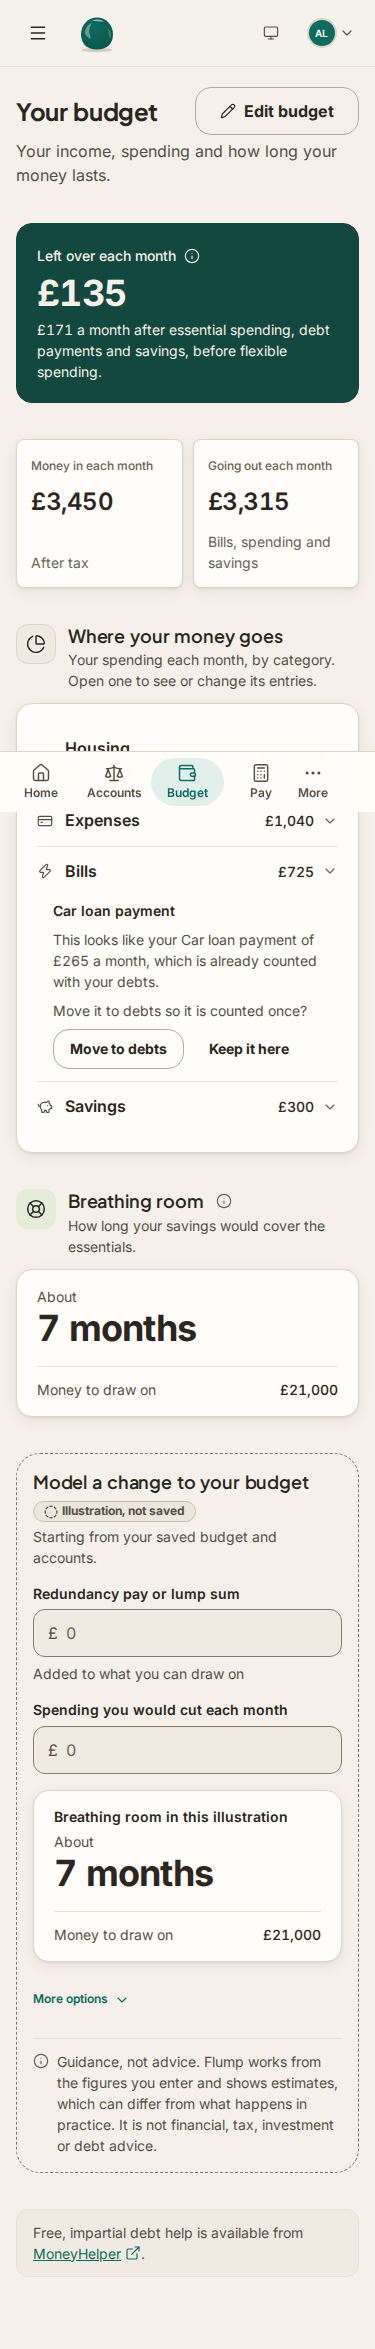 AL
Your budget
Edit budget
Your income, spending and how long your
money lasts.
Left over each month
£135
£171 a month after essential spending, debt
payments and savings, before flexible
spending.
Money in each month
£3,450
After tax
Going out each month
£3,315
Bills, spending and
savings
Where your money goes
Your spending each month, by category.
Open one to see or change its entries.
Housing
Home
Accounts
Budget
Pay
More
Expenses
£1,040
Bills
£725
Car loan payment
This looks like your Car loan payment of
£265 a month, which is already counted
with your debts.
Move it to debts so it is counted once?
Move to debts
Keep it here
Savings
£300
Breathing room
How long your savings would cover the
essentials.
About
7 months
Money to draw on
£21,000
Model a change to your budget
Illustration, not saved
Starting from your saved budget and
accounts.
Redundancy pay or lump sum
£ 0
Added to what you can draw on
Spending you would cut each month
£ 0
Breathing room in this illustration
About
7 months
Money to draw on
£21,000
More options
Guidance, not advice. Flump works from
the figures you enter and shows estimates,
which can differ from what happens in
practice. It is not financial, tax, investment
or debt advice.
Free, impartial debt help is available from
MoneyHelper.